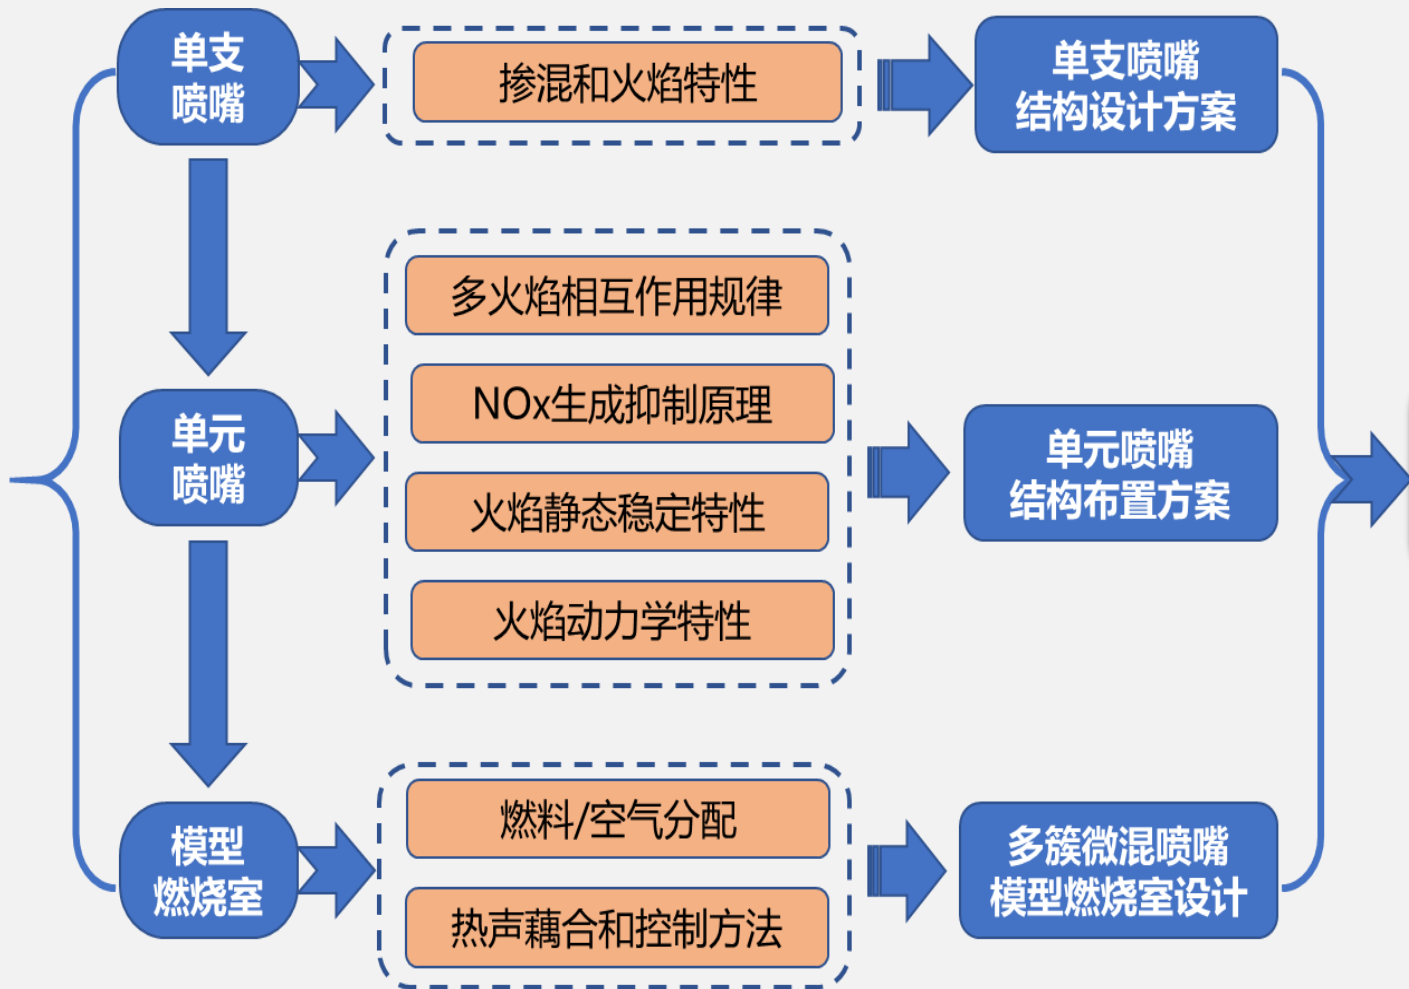 单支
喷嘴
掺混和火焰特性
单支喷嘴
结构设计方案
单元
喷嘴
多火焰相互作用规律
NOx生成抑制原理
火焰静态稳定特性
火焰动力学特性
单元喷嘴
结构布置方案
模型
燃烧室
燃料/空气分配
热声藕合和控制方法
多簇微混喷嘴
模型燃烧室设计